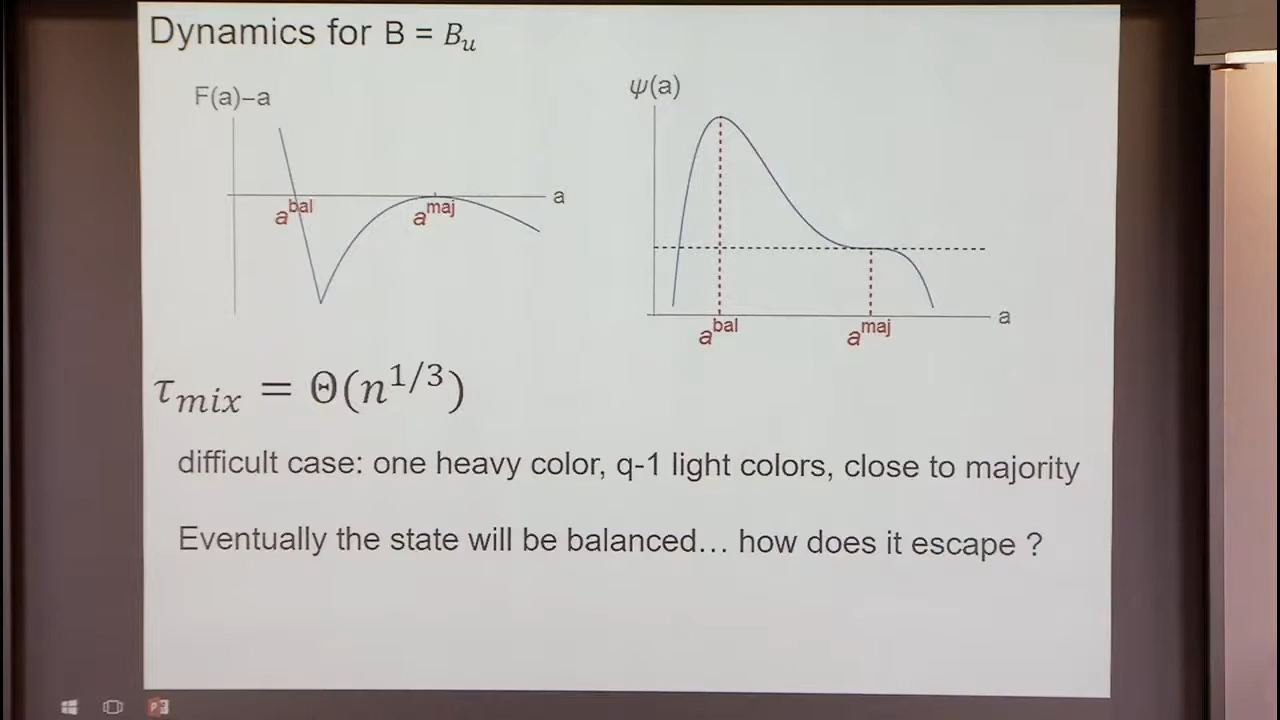 Dynamics for B = B_u
F(a)−a
ψ(a)
a
a^bal
a^maj
a
a^bal
a^maj
τ_mix = Θ(n^1/3)
difficult case: one heavy color, q-1 light colors, close to majority
Eventually the state will be balanced… how does it escape ?